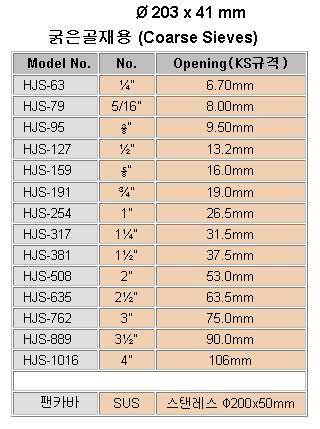 Ø 203 x 41 mm
굵은골재용 (Coarse Sieves)
Model No. No. Opening(KS규격)
HJS-63 ¼" 6.70mm
HJS-79 5/16" 8.00mm
HJS-95 ⅜" 9.50mm
HJS-127 ½" 13.2mm
HJS-159 ⅝" 16.0mm
HJS-191 ¾" 19.0mm
HJS-254 1" 26.5mm
HJS-317 1¼" 31.5mm
HJS-381 1½" 37.5mm
HJS-508 2" 53.0mm
HJS-635 2½" 63.5mm
HJS-762 3" 75.0mm
HJS-889 3½" 90.0mm
HJS-1016 4" 106mm
팬카바 SUS 스탠레스 Φ200x50mm